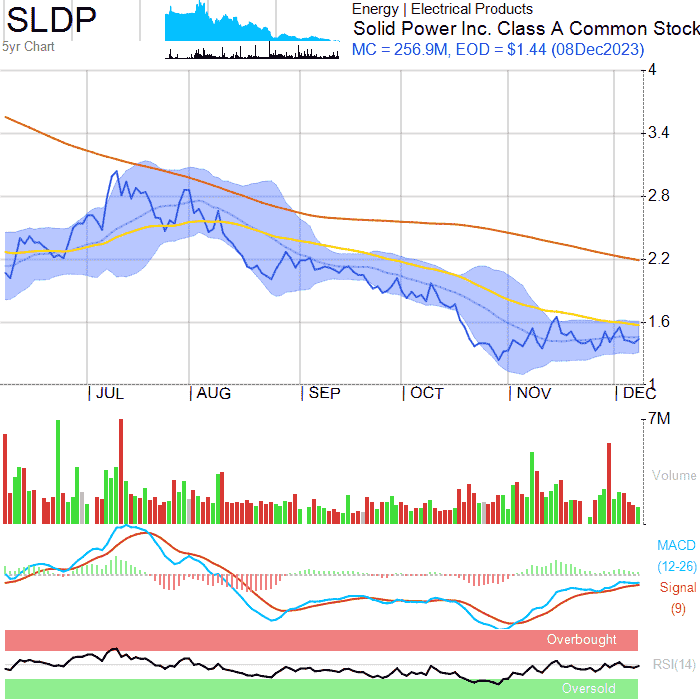 SLDP
5yr Chart
Energy | Electrical Products
Solid Power Inc. Class A Common Stock
MC = 256.9M, EOD = $1.44 (08Dec2023)
4
3.4
2.8
2.2
1.6
1
JUL AUG SEP OCT NOV DEC
7M
Volume
MACD
(12-26)
Signal
(9)
Overbought
RSI(14)
Oversold